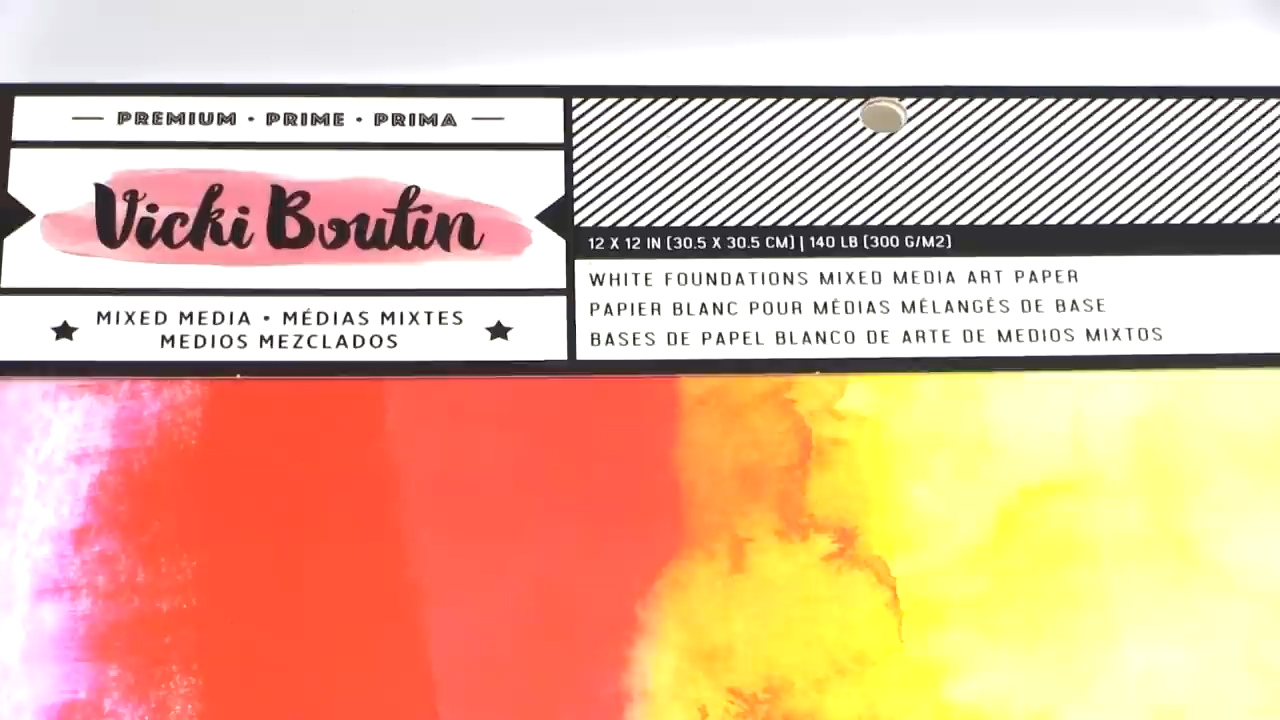 PREMIUM • PRIME • PRIMA
Vicki Boutin
MIXED MEDIA • MÉDIAS MIXTES
MEDIOS MEZCLADOS
12 X 12 IN [30.5 X 30.5 CM] | 140 LB [300 G/M2]
WHITE FOUNDATIONS MIXED MEDIA ART PAPER
PAPIER BLANC POUR MÉDIAS MÉLANGÉS DE BASE
BASES DE PAPEL BLANCO DE ARTE DE MEDIOS MIXTOS